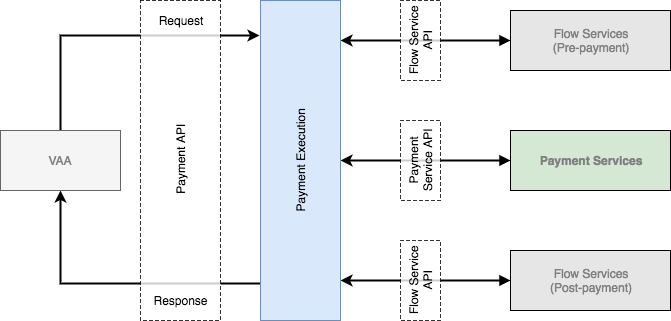 Request
Payment API
Response
VAA
Payment Execution
Flow Service
API
Payment
Service API
Flow Service
API
Flow Services
(Pre-payment)
Payment Services
Flow Services
(Post-payment)